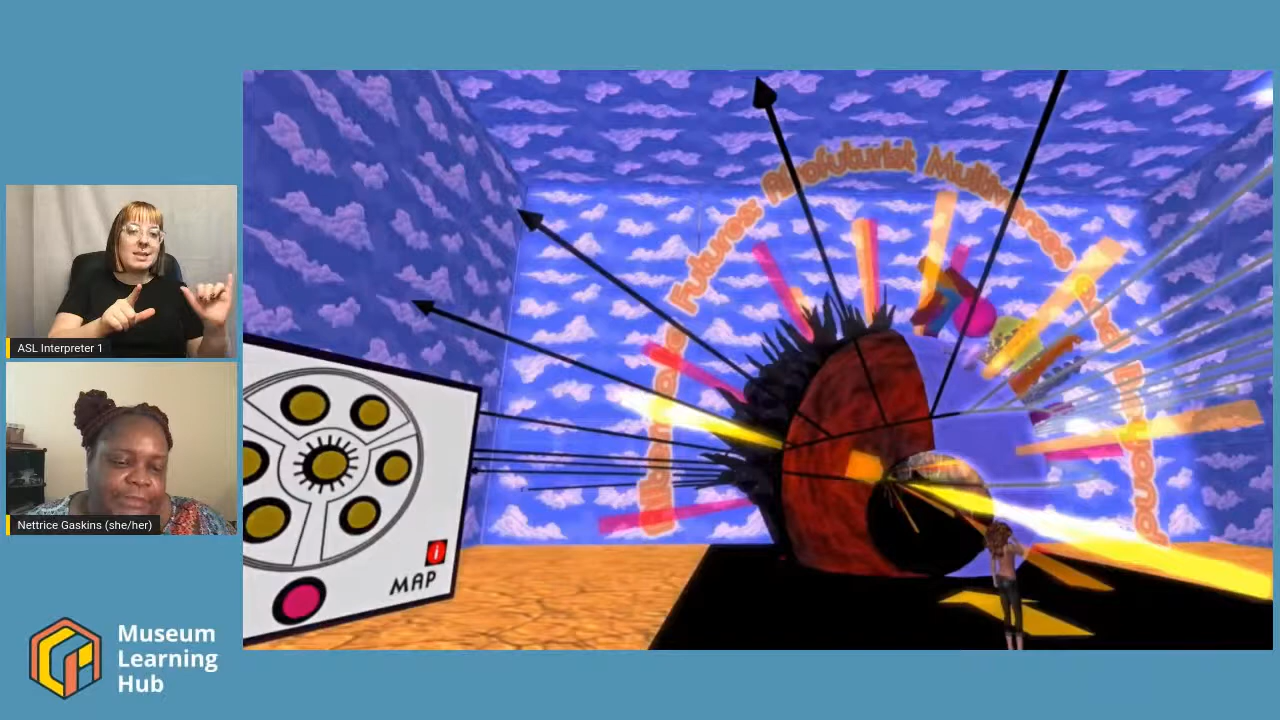 Futures: Afrofuturist Multiverses
MAP
i
ASL Interpreter 1
Nettrice Gaskins (she/her)
Museum
Learning
Hub